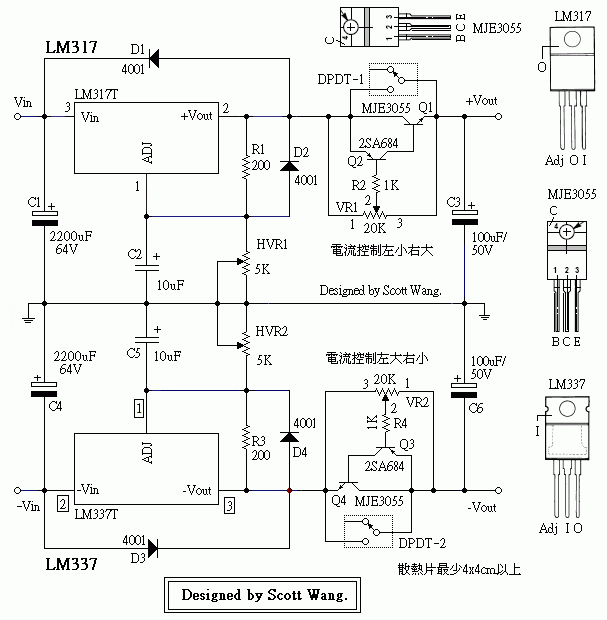 LM317
D1
4001
Vin
3
LM317T
Vin
+Vout
2
ADJ
1
R1
200
D2
4001
C
4
B C E
MJE3055
DPDT-1
MJE3055
Q1
+Vout
2SA684
Q2
R2
1K
VR1
2
1
3
20K
電流控制左小右大
C1
+
2200uF
64V
C2
+
10uF
HVR1
5K
C3
+
100uF/
50V
Designed by Scott Wang.
C5
+
10uF
HVR2
5K
2200uF
64V
+
C4
電流控制左大右小
3
20K
1
2
VR2
1K
R4
100uF/
50V
+
C6
1
ADJ
R3
200
4001
D4
Q3
2SA684
Q4
MJE3055
-Vin
2
-Vin
-Vout
3
LM337T
-Vout
DPDT-2
4001
D3
LM337
散熱片最少4x4cm以上
Designed by Scott Wang.
LM317
O
Adj O I
MJE3055
C
4
1 2 3
B C E
LM337
I
Adj I O